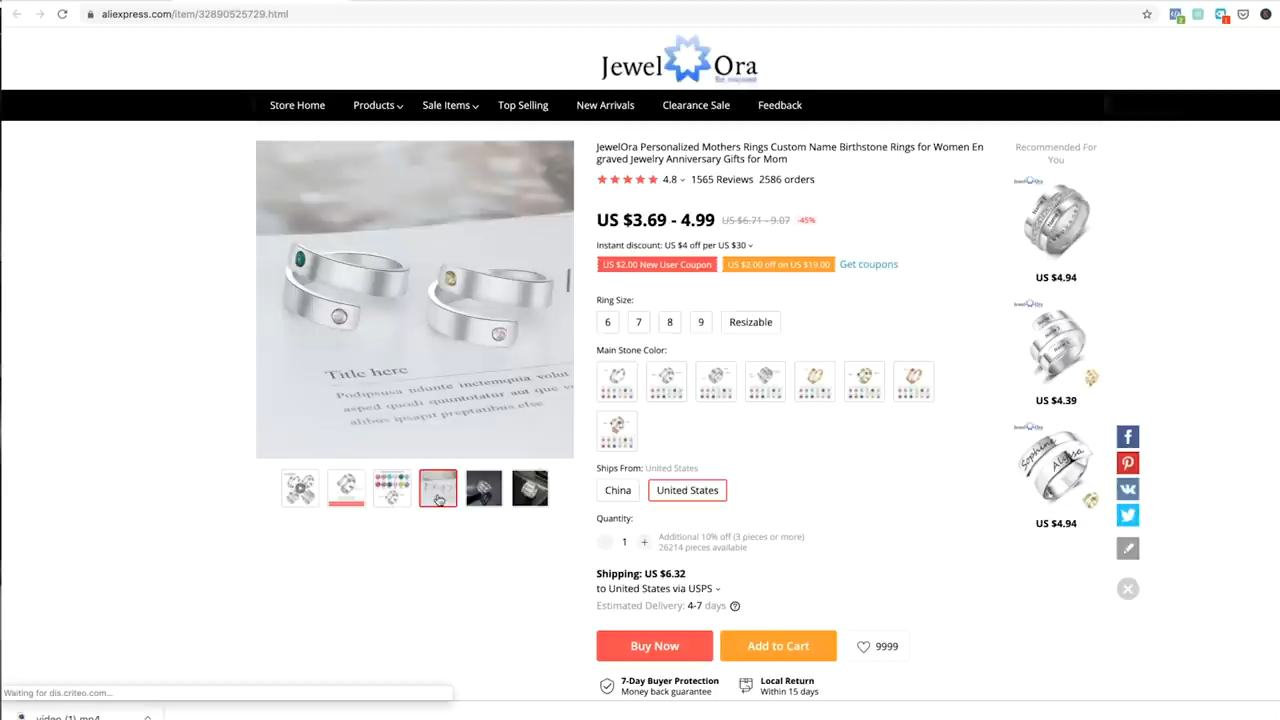 aliexpress.com/item/32890525729.html
Jewel Ora
Store Home Products Sale Items Top Selling New Arrivals Clearance Sale Feedback
JewelOra Personalized Mothers Rings Custom Name Birthstone Rings for Women En
graved Jewelry Anniversary Gifts for Mom
4.8 1565 Reviews 2586 orders
US $3.69 - 4.99 US $6.71 - 9.07 -45%
Instant discount: US $4 off per US $30
US $2.00 New User Coupon US $2.00 off on US $19.00 Get coupons
Ring Size:
6 7 8 9 Resizable
Main Stone Color:
Title here
Ships From: United States
China United States
Quantity:
1 + Additional 10% off (3 pieces or more)
26214 pieces available
Shipping: US $6.32
to United States via USPS
Estimated Delivery: 4-7 days
Buy Now Add to Cart 9999
7-Day Buyer Protection
Money back guarantee
Local Return
Within 15 days
Recommended For
You
US $4.94
US $4.39
Sophine Alyssa
US $4.94
Waiting for dis.criteo.com...
video (1).mp4